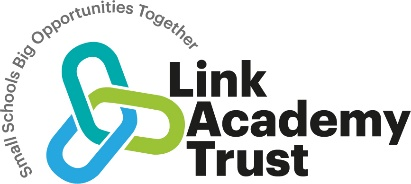 Small Schools Big Opportunities Together
Link
Academy
Trust